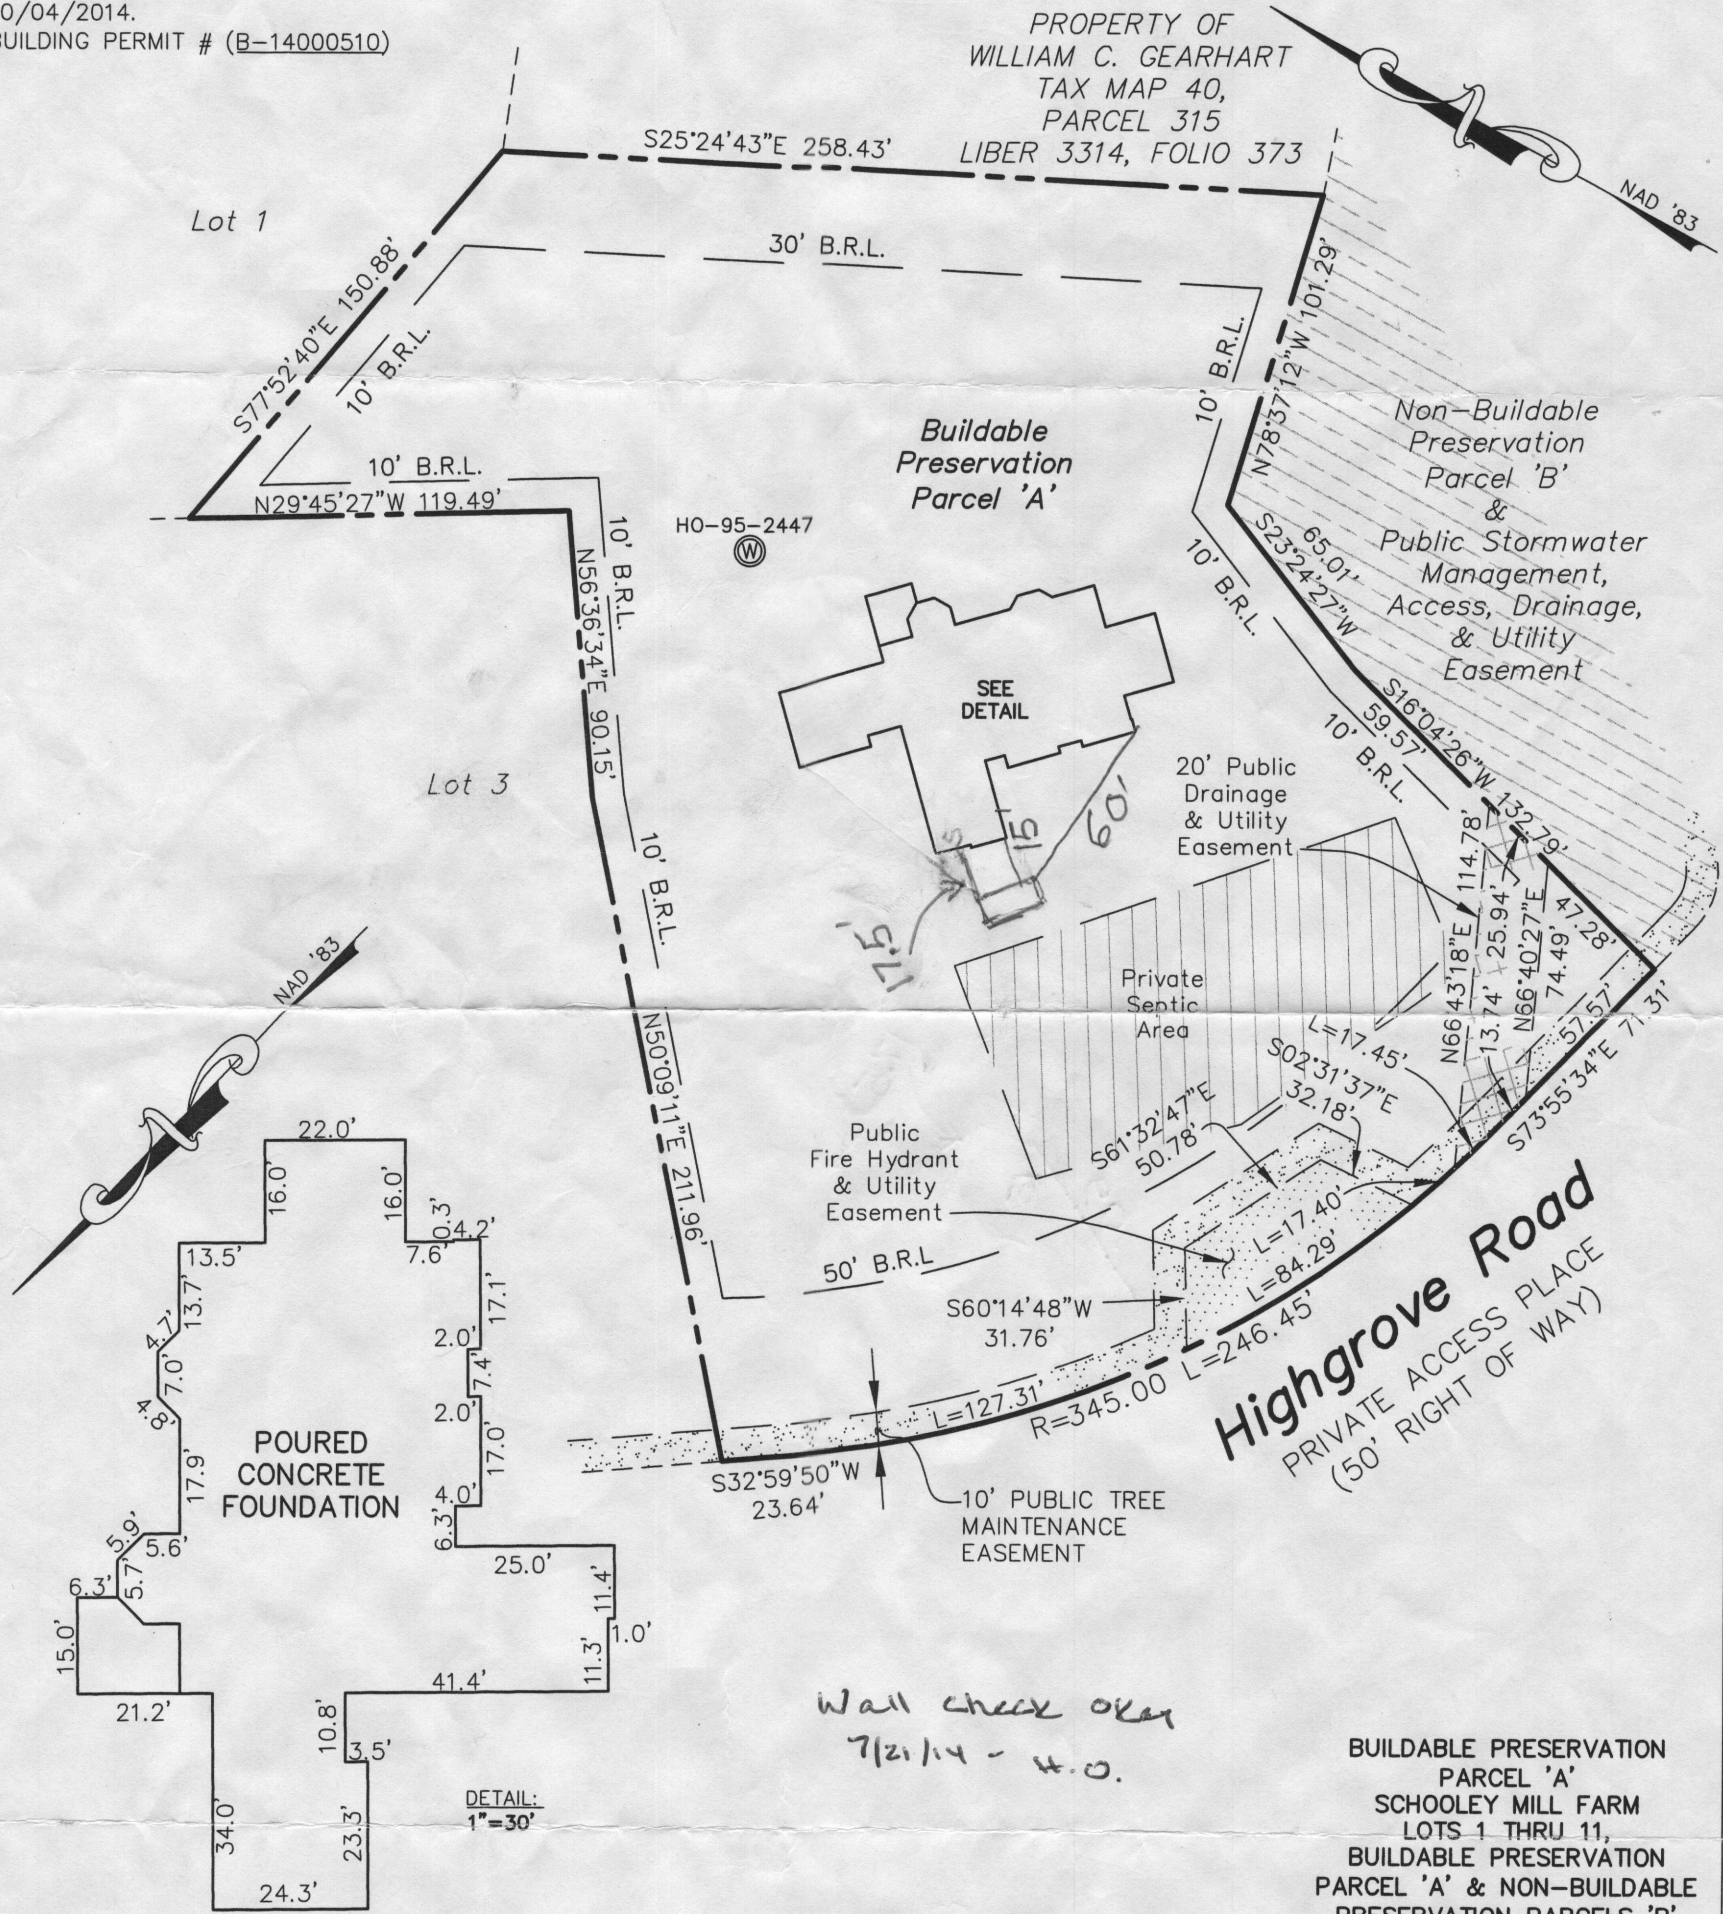 0/04/2014.
BUILDING PERMIT # (B-14000510)
PROPERTY OF
WILLIAM C. GEARHART
TAX MAP 40,
PARCEL 315
LIBER 3314, FOLIO 373
NAD '83
S25°24'43"E 258.43'
Lot 1
S77°52'40"E 150.88'
30' B.R.L.
10' B.R.L.
10' B.R.L.
N78°37'12"W 101.29'
10' B.R.L.
N29°45'27"W 119.49'
Buildable
Preservation
Parcel 'A'
Non-Buildable
Preservation
Parcel 'B'
&
Public Stormwater
Management,
Access, Drainage,
& Utility
Easement
HO-95-2447
W
10' B.R.L.
N56°36'34"E 90.15'
10' B.R.L.
65.01'
S23°24'27"W
SEE
DETAIL
S16°04'26"W 132.79'
59.57'
10' B.R.L.
Lot 3
10' B.R.L.
20' Public
Drainage
& Utility
Easement
15
15'
60'
17.5'
N66°43'18"E 114.78'
13.74'
25.94'
N66°40'27"E
74.49'
47.28'
Private
Septic
Area
57.57'
S73°55'34"E 71.31'
L=17.45'
S02°31'37"E
32.18'
S61°32'47"E
50.78'
N50°09'11"E 211.96'
Public
Fire Hydrant
& Utility
Easement
50' B.R.L
L=17.40'
L=84.29'
S60°14'48"W
31.76'
L=127.31'
R=345.00 L=246.45'
Highgrove Road
PRIVATE ACCESS PLACE
(50' RIGHT OF WAY)
S32°59'50"W
23.64'
10' PUBLIC TREE
MAINTENANCE
EASEMENT
NAD '83
22.0'
16.0'
16.0'
13.5'
7.6'
0.3'
4.2'
13.7'
17.1'
4.7'
7.0'
4.8'
2.0'
7.4'
2.0'
17.9'
17.0'
POURED
CONCRETE
FOUNDATION
4.0'
6.3'
5.9'
5.6'
5.7'
25.0'
6.3'
11.4'
15.0'
1.0'
11.3'
21.2'
41.4'
10.8'
3.5'
34.0'
23.3'
24.3'
DETAIL:
1"=30'
Wall check okay
7/21/14 - H.O.
BUILDABLE PRESERVATION
PARCEL 'A'
SCHOOLEY MILL FARM
LOTS 1 THRU 11,
BUILDABLE PRESERVATION
PARCEL 'A' & NON-BUILDABLE
PRESERVATION PARCELS 'B'